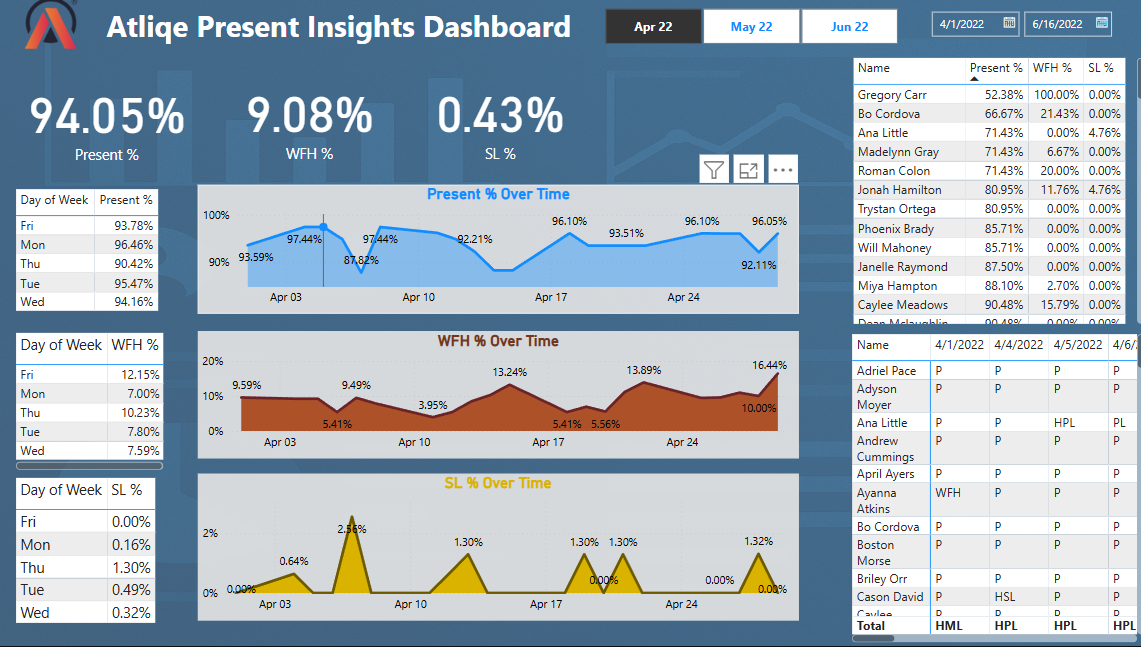 Atliqe Present Insights Dashboard
Apr 22 May 22 Jun 22
4/1/2022 6/16/2022
94.05%
Present %
9.08%
WFH %
0.43%
SL %
Day of Week Present %
Fri 93.78%
Mon 96.46%
Thu 90.42%
Tue 95.47%
Wed 94.16%
Present % Over Time
100%
90%
93.59%
97.44%
87.82%
97.44%
92.21%
96.10%
93.51%
96.10%
92.11%
96.05%
Apr 03 Apr 10 Apr 17 Apr 24
Day of Week WFH %
Fri 12.15%
Mon 7.00%
Thu 10.23%
Tue 7.80%
Wed 7.59%
WFH % Over Time
20%
10%
0%
9.59%
5.41%
9.49%
3.95%
13.24%
5.41%
5.56%
13.89%
10.00%
16.44%
Apr 03 Apr 10 Apr 17 Apr 24
Day of Week SL %
Fri 0.00%
Mon 0.16%
Thu 1.30%
Tue 0.49%
Wed 0.32%
SL % Over Time
2%
0%
0.00%
0.64%
2.56%
1.30%
1.30%
0.00%
1.30%
0.00%
1.32%
0.00%
Apr 03 Apr 10 Apr 17 Apr 24
Name Present % WFH % SL %
Gregory Carr 52.38% 100.00% 0.00%
Bo Cordova 66.67% 21.43% 0.00%
Ana Little 71.43% 0.00% 4.76%
Madelynn Gray 71.43% 6.67% 0.00%
Roman Colon 71.43% 20.00% 0.00%
Jonah Hamilton 80.95% 11.76% 4.76%
Trystan Ortega 80.95% 0.00% 0.00%
Phoenix Brady 85.71% 0.00% 0.00%
Will Mahoney 85.71% 0.00% 0.00%
Janelle Raymond 87.50% 0.00% 0.00%
Miya Hampton 88.10% 2.70% 0.00%
Caylee Meadows 90.48% 15.79% 0.00%
Name 4/1/2022 4/4/2022 4/5/2022 4/6/
Adriel Pace P P P P
Adyson P P P P
Moyer
Ana Little P P HPL PL
Andrew P P P P
Cummings
April Ayers P P P P
Ayanna WFH P P P
Atkins
Bo Cordova P P P P
Boston P P P P
Morse
Briley Orr P P P P
Cason David P HSL P P
Total HML HPL HPL HPL